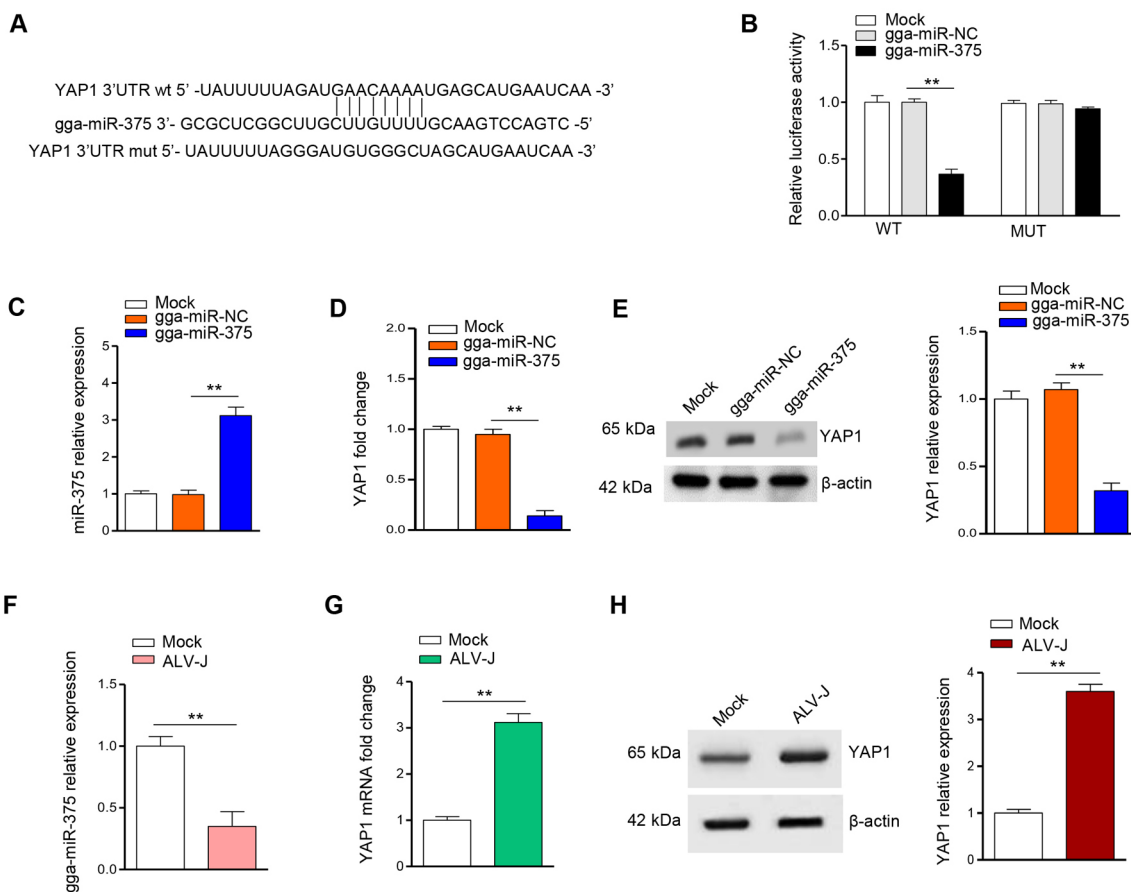 A
YAP1 3'UTR wt 5' -UAUUUUUAGAUGAACAAAAUGAGCAUGAAUCAA -3'
gga-miR-375 3'- GCGCUCGGCUUGCUUGUUUUGCAAGTCCAGTC -5'
YAP1 3'UTR mut 5'- UAUUUUUAGGGAUGUGGGCUAGCAUGAAUCAA -3'
B
Mock
gga-miR-NC
gga-miR-375
Relative luciferase activity
1.5
1.0
0.5
0.0
**
WT
MUT
C
Mock
gga-miR-NC
gga-miR-375
miR-375 relative expression
5
4
3
2
1
0
**
D
Mock
gga-miR-NC
gga-miR-375
YAP1 fold change
2.0
1.5
1.0
0.5
0.0
**
E
Mock
gga-miR-NC
gga-miR-375
65 kDa
YAP1
42 kDa
β-actin
Mock
gga-miR-NC
gga-miR-375
YAP1 relative expression
1.5
1.0
0.5
0.0
**
F
Mock
ALV-J
gga-miR-375 relative expression
1.5
1.0
0.5
0.0
**
G
Mock
ALV-J
YAP1 mRNA fold change
4
3
2
1
0
**
H
Mock
ALV-J
65 kDa
YAP1
42 kDa
β-actin
Mock
ALV-J
YAP1 relative expression
4
3
2
1
0
**